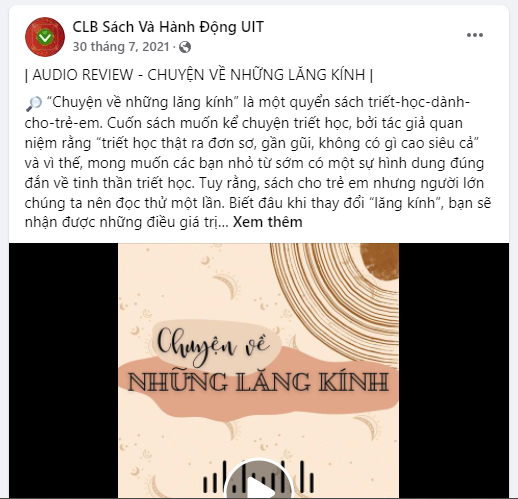 CLB Sách Và Hành Động UIT
30 tháng 7, 2021 ·
| AUDIO REVIEW - CHUYỆN VỀ NHỮNG LĂNG KÍNH |
🔎 “Chuyện về những lăng kính” là một quyển sách triết-học-dành-
cho-trẻ-em. Cuốn sách muốn kể chuyện triết học, bởi tác giả quan
niệm rằng “triết học thật ra đơn sơ, gần gũi, không có gì cao siêu cả”
và vì thế, mong muốn các bạn nhỏ từ sớm có một sự hình dung đúng
đắn về tinh thần triết học. Tuy rằng, sách cho trẻ em nhưng người lớn
chúng ta nên đọc thử một lần. Biết đâu khi thay đổi “lăng kính”, bạn sẽ
nhận được những điều giá trị... Xem thêm
Chuyện về
NHỮNG LĂNG KÍNH